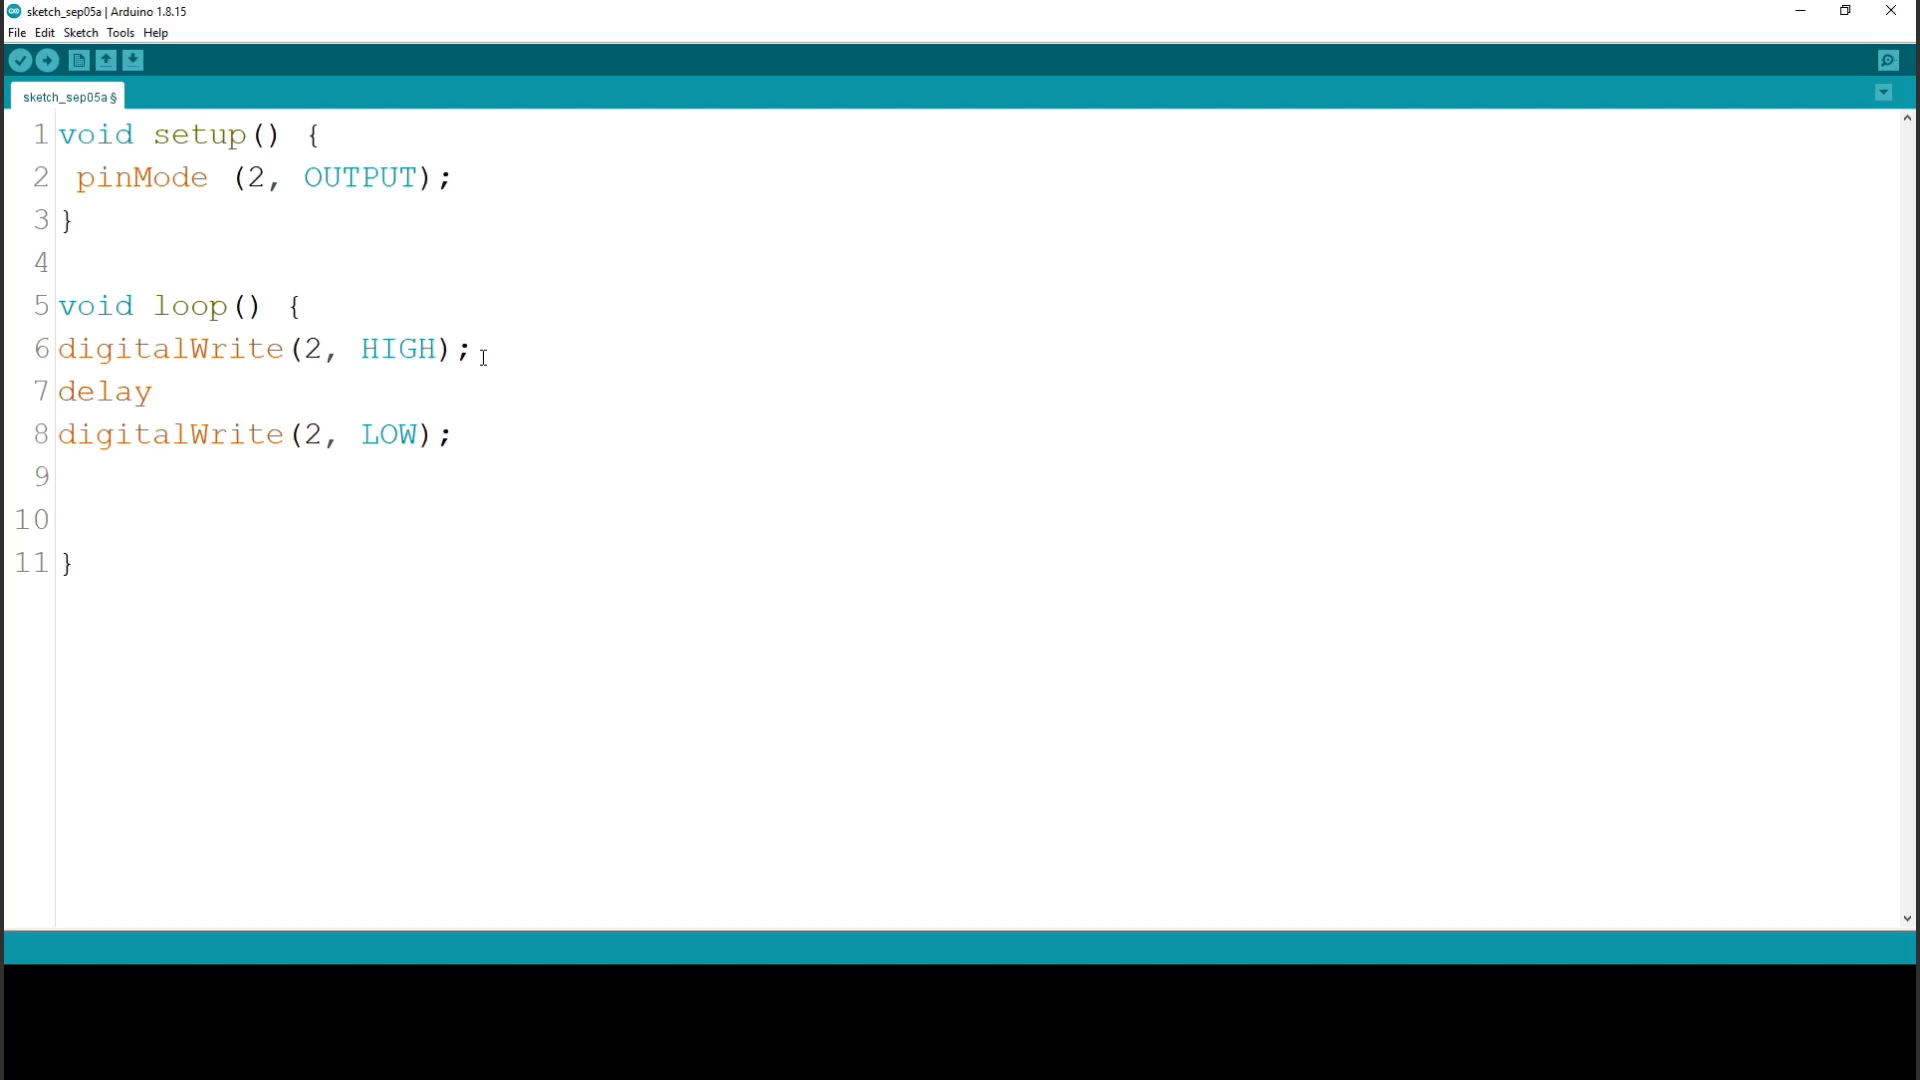 sketch_sep05a | Arduino 1.8.15
File Edit Sketch Tools Help
sketch_sep05a §
1 void setup() {
2 pinMode (2, OUTPUT);
3 }
4
5 void loop() {
6 digitalWrite(2, HIGH);
7 delay
8 digitalWrite(2, LOW);
9
10
11 }